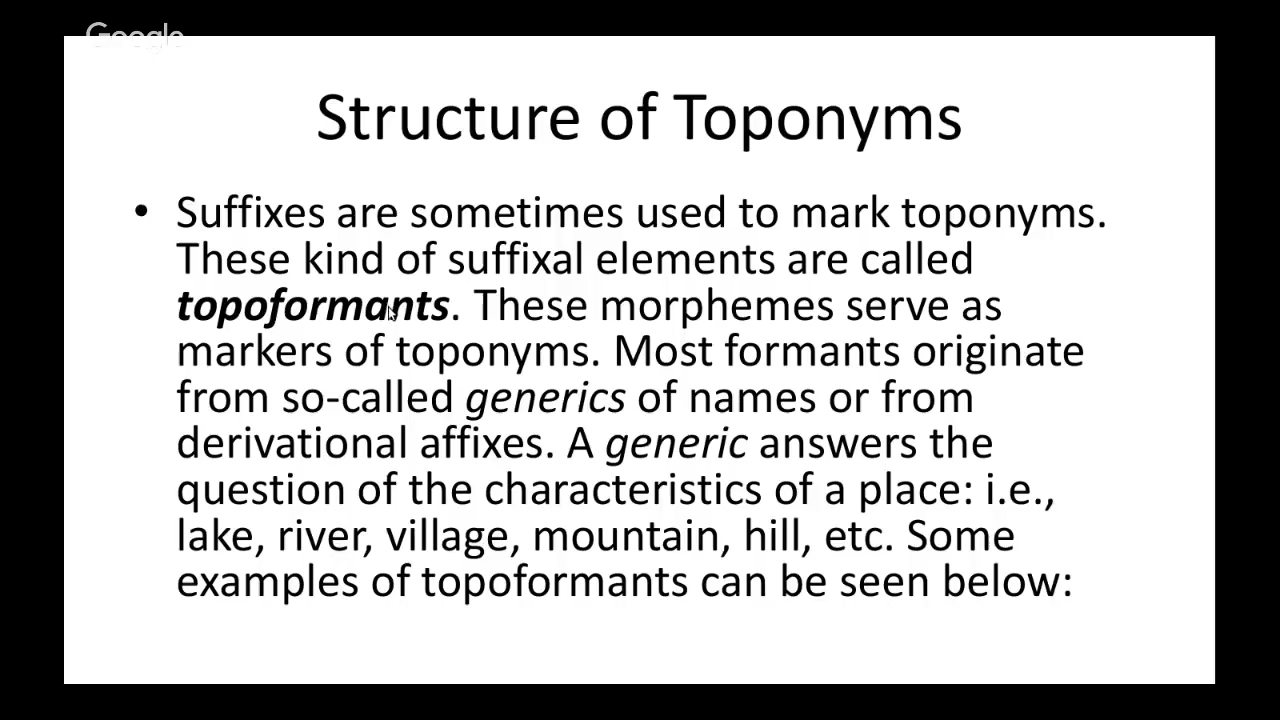 Google
Structure of Toponyms
• Suffixes are sometimes used to mark toponyms.
These kind of suffixal elements are called
topoformants. These morphemes serve as
markers of toponyms. Most formants originate
from so-called generics of names or from
derivational affixes. A generic answers the
question of the characteristics of a place: i.e.,
lake, river, village, mountain, hill, etc. Some
examples of topoformants can be seen below: